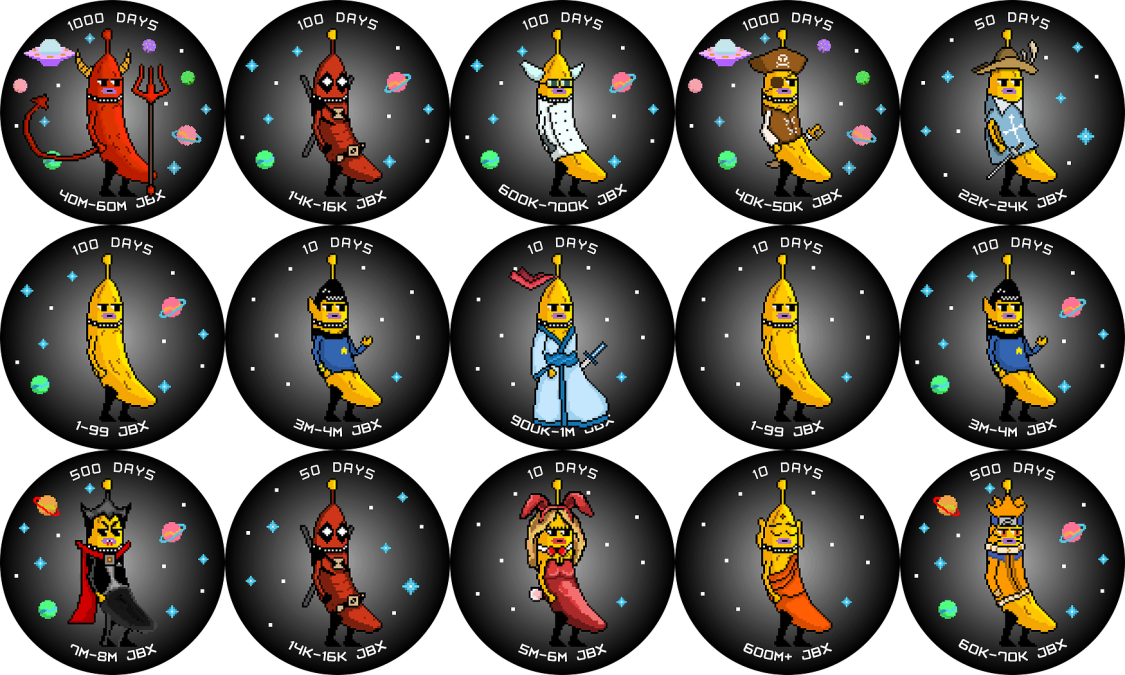 1000 DAYS
40M-60M JBX
100 DAYS
14K-16K JBX
100 DAYS
600K-700K JBX
1000 DAYS
40K-50K JBX
50 DAYS
22K-24K JBX
100 DAYS
1-99 JBX
10 DAYS
3M-4M JBX
10 DAYS
900K-1M JBX
10 DAYS
1-99 JBX
100 DAYS
3M-4M JBX
500 DAYS
7M-8M JBX
50 DAYS
14K-16K JBX
10 DAYS
5M-6M JBX
10 DAYS
600M+ JBX
500 DAYS
60K-70K JBX